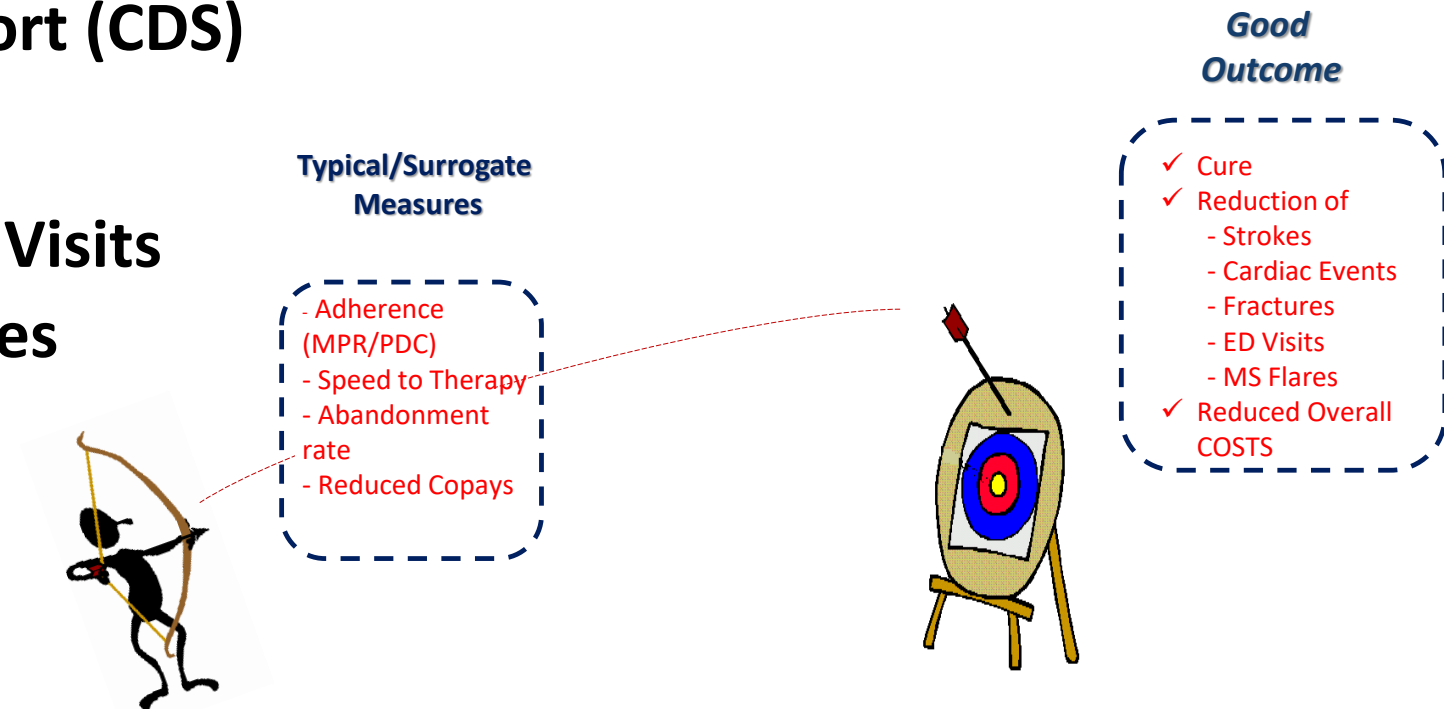 ort (CDS)
Visits
es
Typical/Surrogate
Measures
- Adherence
(MPR/PDC)
- Speed to Therapy
- Abandonment
rate
- Reduced Copays
Good
Outcome
✓ Cure
✓ Reduction of
- Strokes
- Cardiac Events
- Fractures
- ED Visits
- MS Flares
✓ Reduced Overall
COSTS